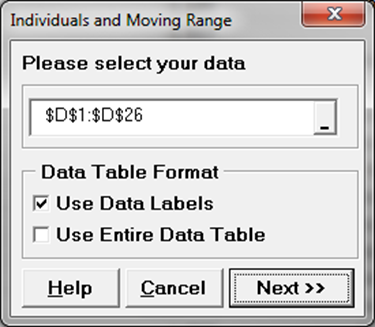 Individuals and Moving Range
Please select your data
$D$1:$D$26
Data Table Format
Use Data Labels
Use Entire Data Table
Help Cancel Next >>